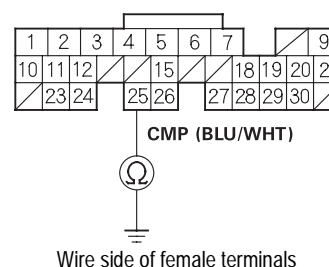 1 2 3 4 5 6 7 9
10 11 12 15 18 19 20 2
23 24 25 26 27 28 29 30
CMP (BLU/WHT)
Ω
Wire side of female terminals